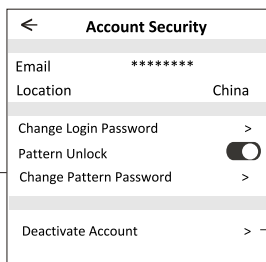 Account Security
Email ********
Location China
Change Login Password >
Pattern Unlock
Change Pattern Password >
Deactivate Account >